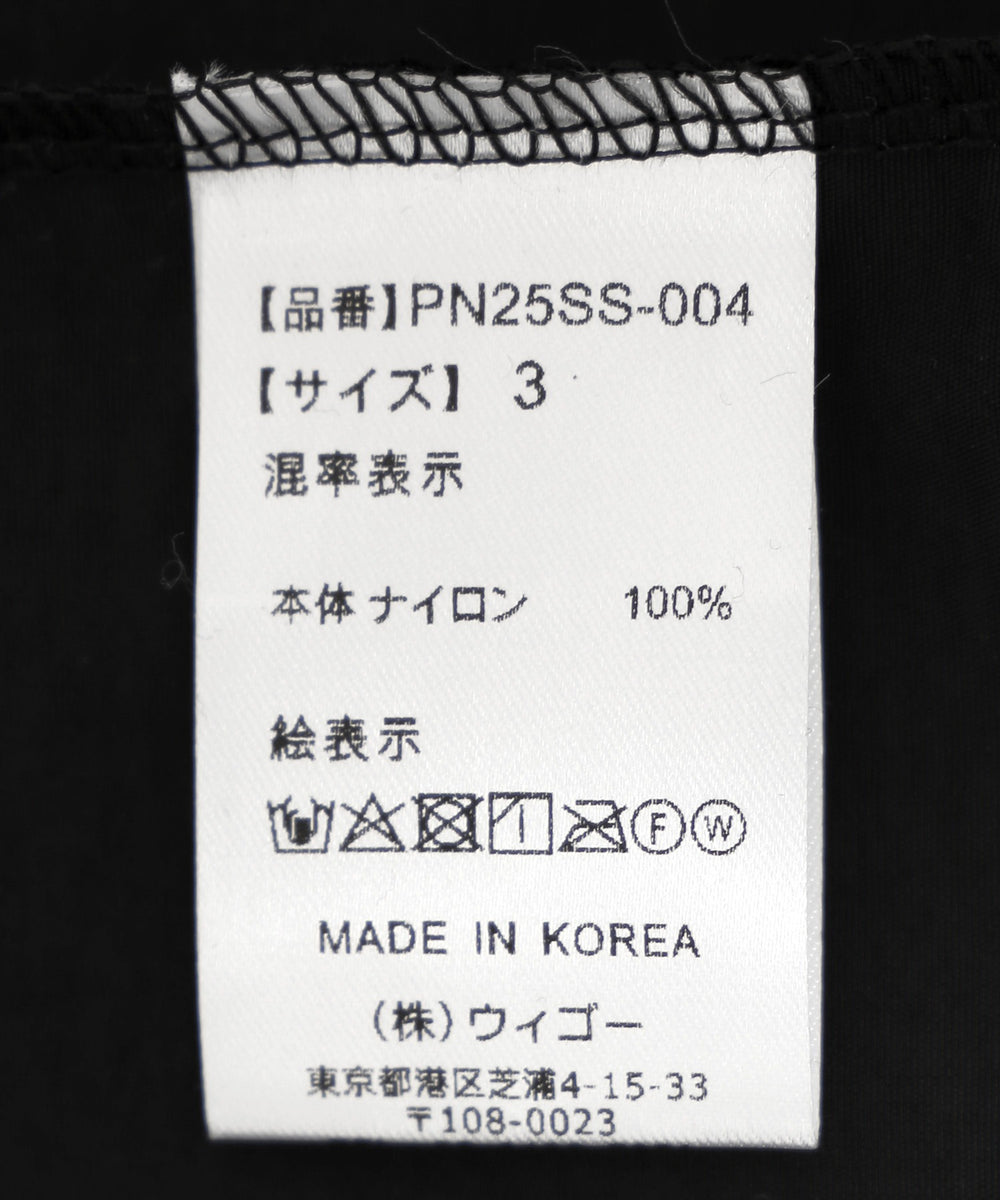 【品番】PN25SS-004
【サイズ】 3
混率表示
本体 ナイロン 100%
絵表示
F W
MADE IN KOREA
(株)ウィゴー
東京都港区芝浦4-15-33
〒108-0023